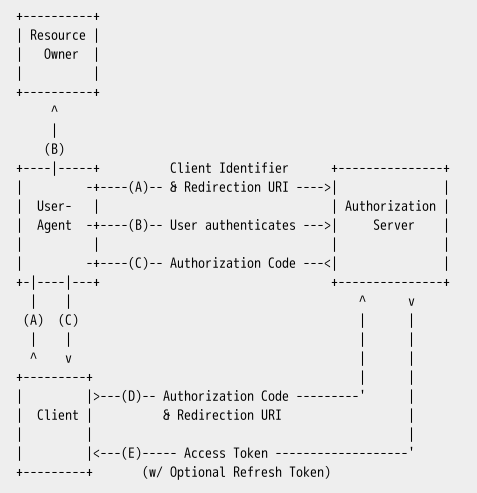 +----------+
| Resource |
|   Owner  |
|          |
+----------+
     ^
     |
    (B)
+----|-----+          Client Identifier      +---------------+
|         -+----(A)-- & Redirection URI ---->|               |
|  User-   |                                 | Authorization |
|  Agent  -+----(B)-- User authenticates --->|     Server    |
|          |                                 |               |
|         -+----(C)-- Authorization Code ---<|               |
+-|----|---+                                 +---------------+
  |    |                                         ^      v
 (A)  (C)                                        |      |
  |    |                                         |      |
  ^    v                                         |      |
+---------+                                      |      |
|         |>---(D)-- Authorization Code ---------'      |
|  Client |          & Redirection URI                  |
|         |                                             |
|         |<---(E)----- Access Token -------------------'
+---------+       (w/ Optional Refresh Token)